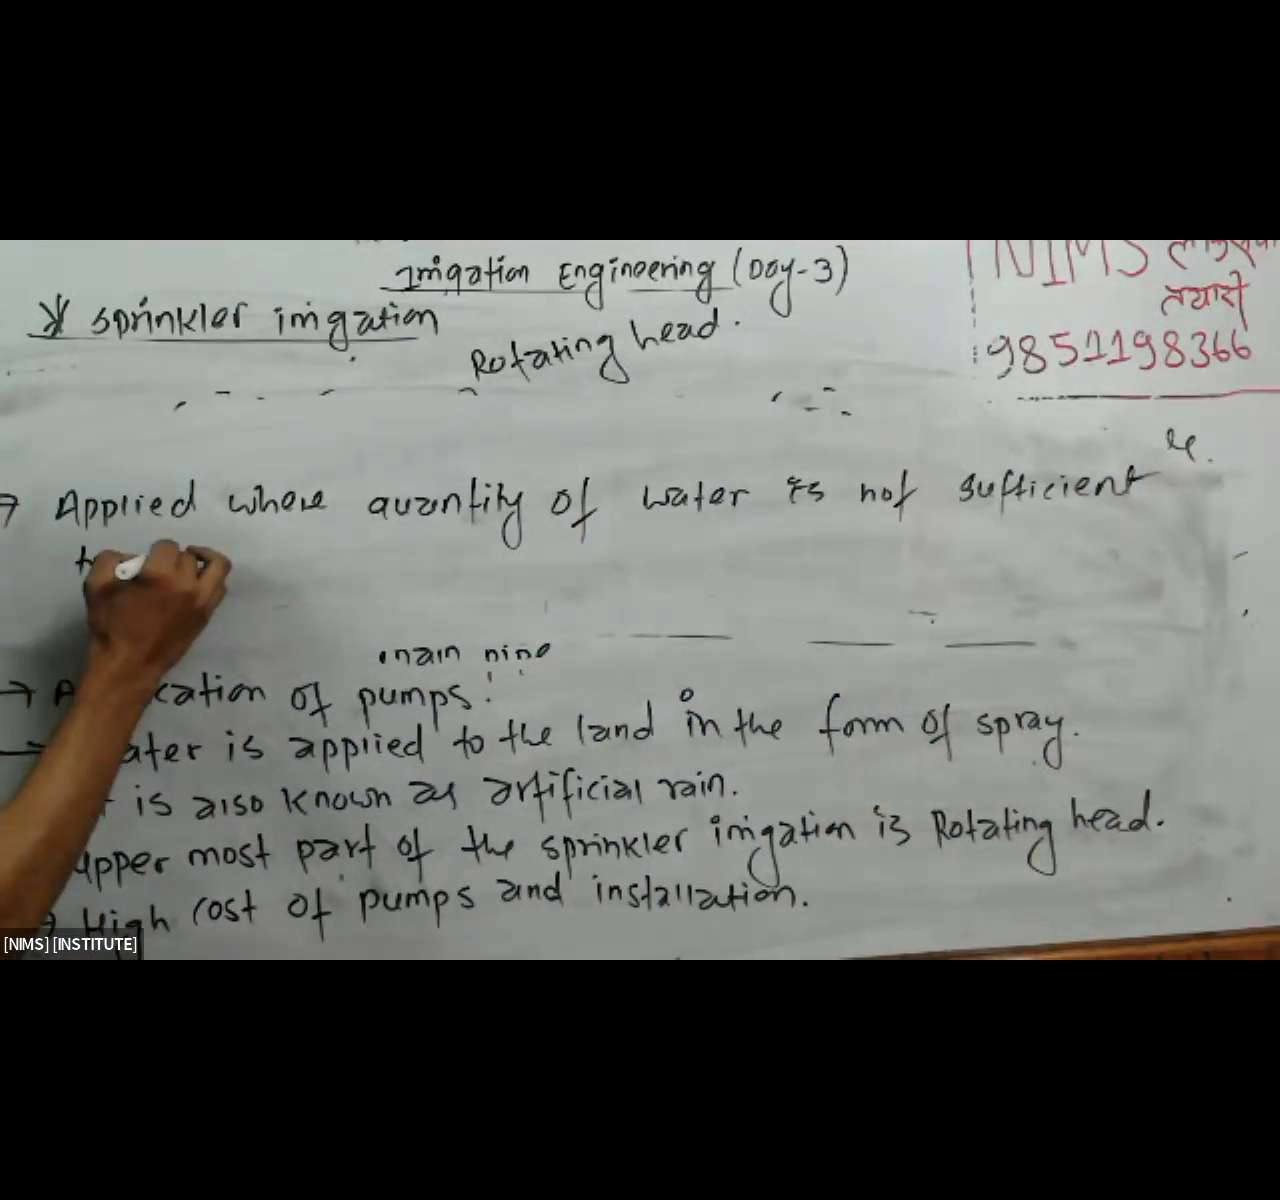 Irrigation Engineering (Day-3)
NIMS
तयारी
9851198366
* sprinkler irrigation
Rotating head.
→ Applied where quantity of water is not sufficient
main pipe
→ cation of pumps.
→ ater is applied to the land in the form of spray.
is also known as artificial rain.
upper most part of the sprinkler irrigation is Rotating head.
→ High cost of pumps and installation.
[NIMS] [INSTITUTE]